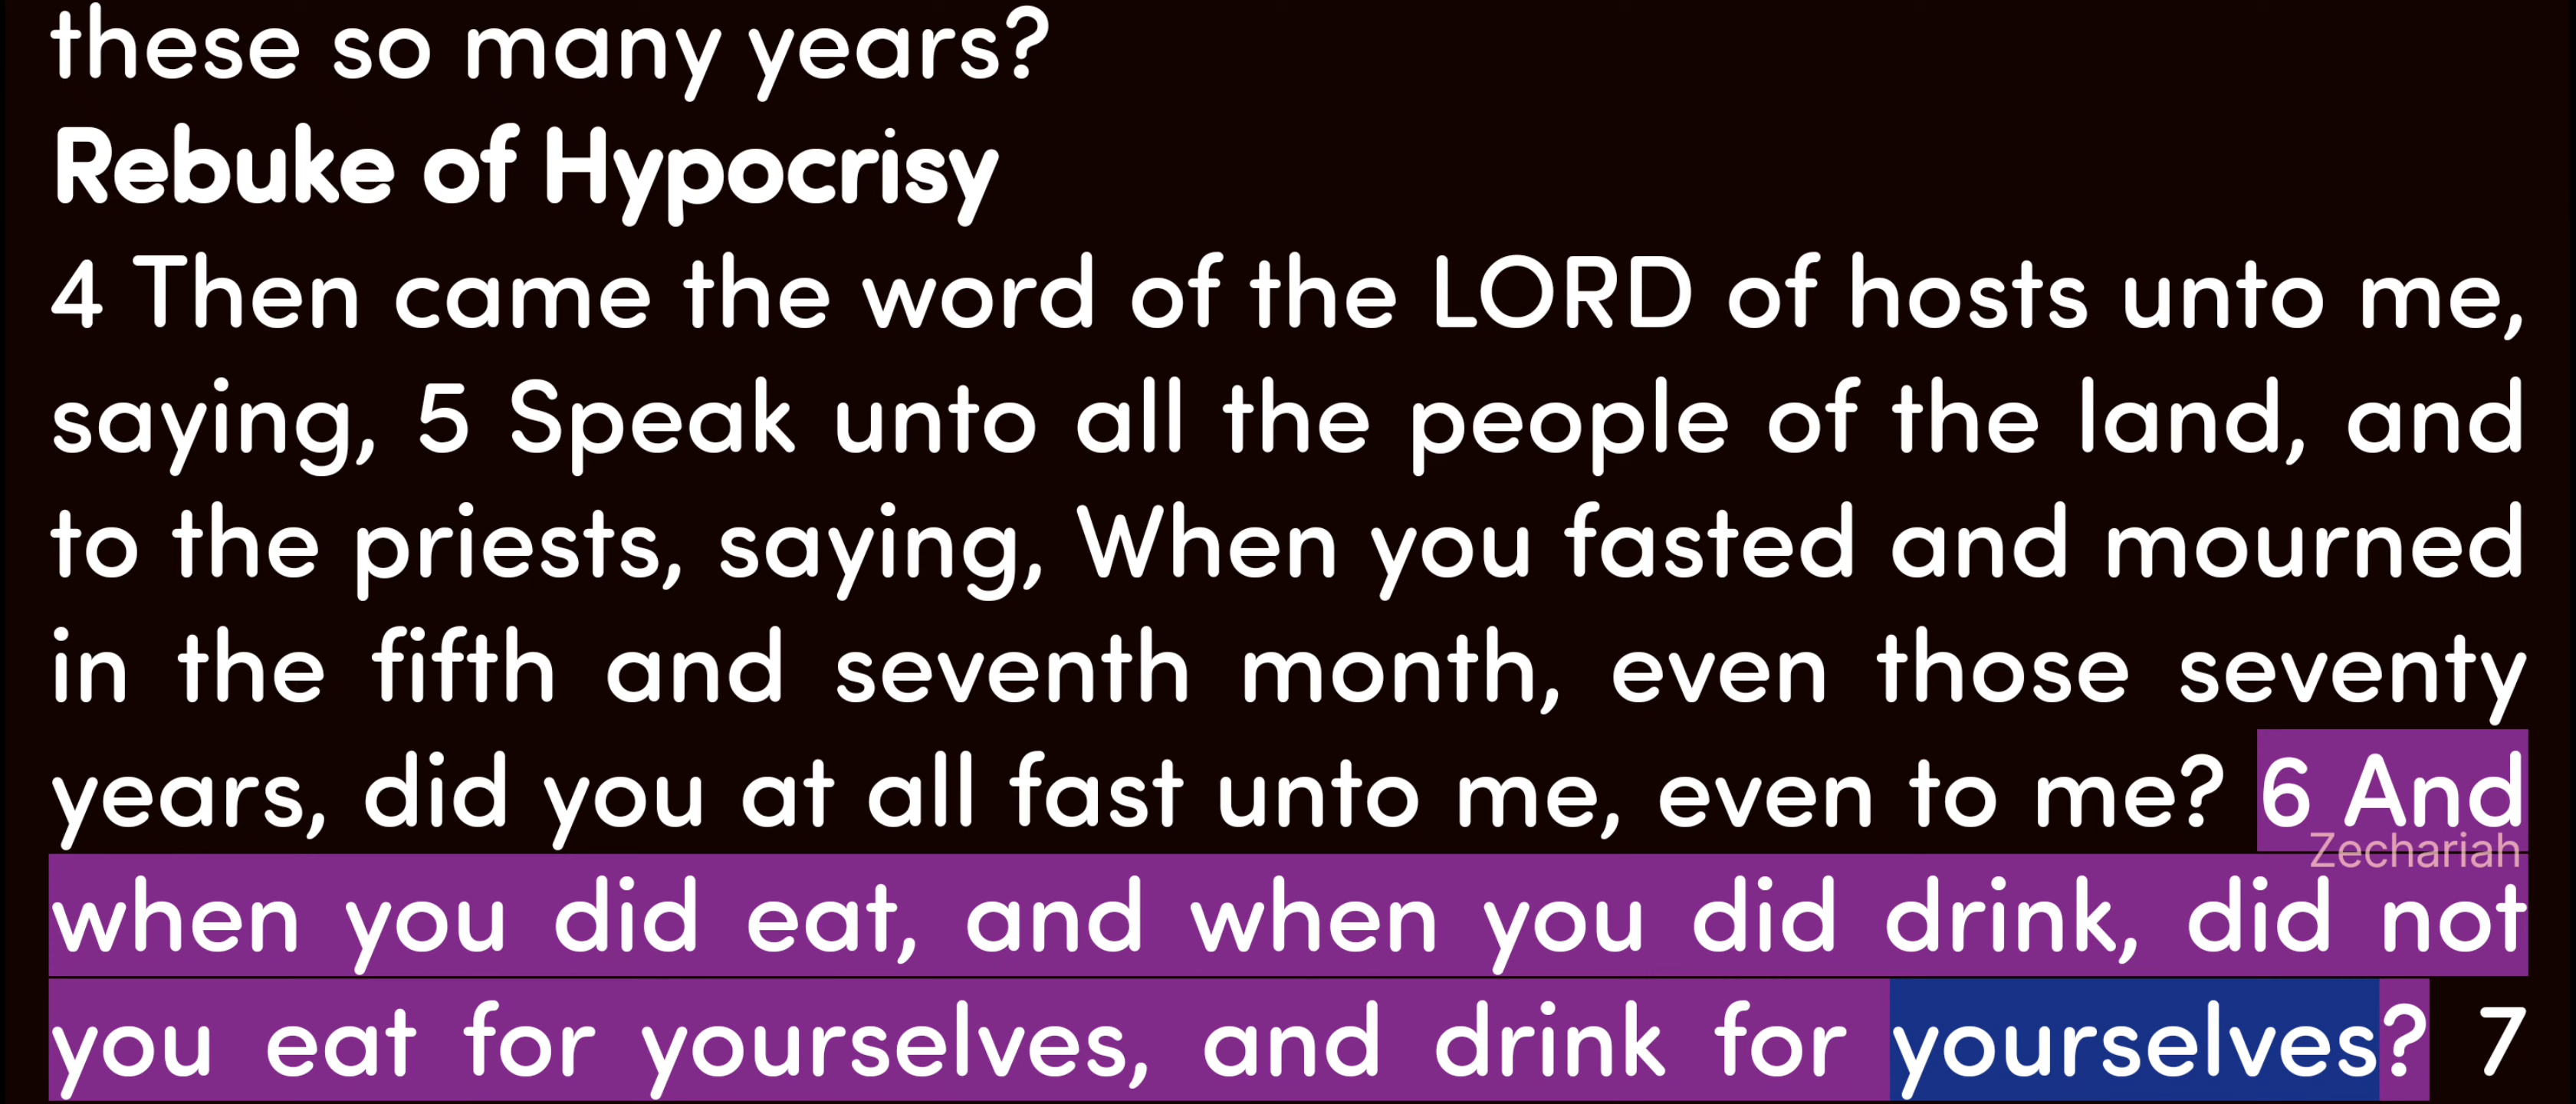 these so many years?
Rebuke of Hypocrisy
4 Then came the word of the LORD of hosts unto me,
saying, 5 Speak unto all the people of the land, and
to the priests, saying, When you fasted and mourned
in the fifth and seventh month, even those seventy
years, did you at all fast unto me, even to me? 6 And
Zechariah
when you did eat, and when you did drink, did not
you eat for yourselves, and drink for yourselves? 7